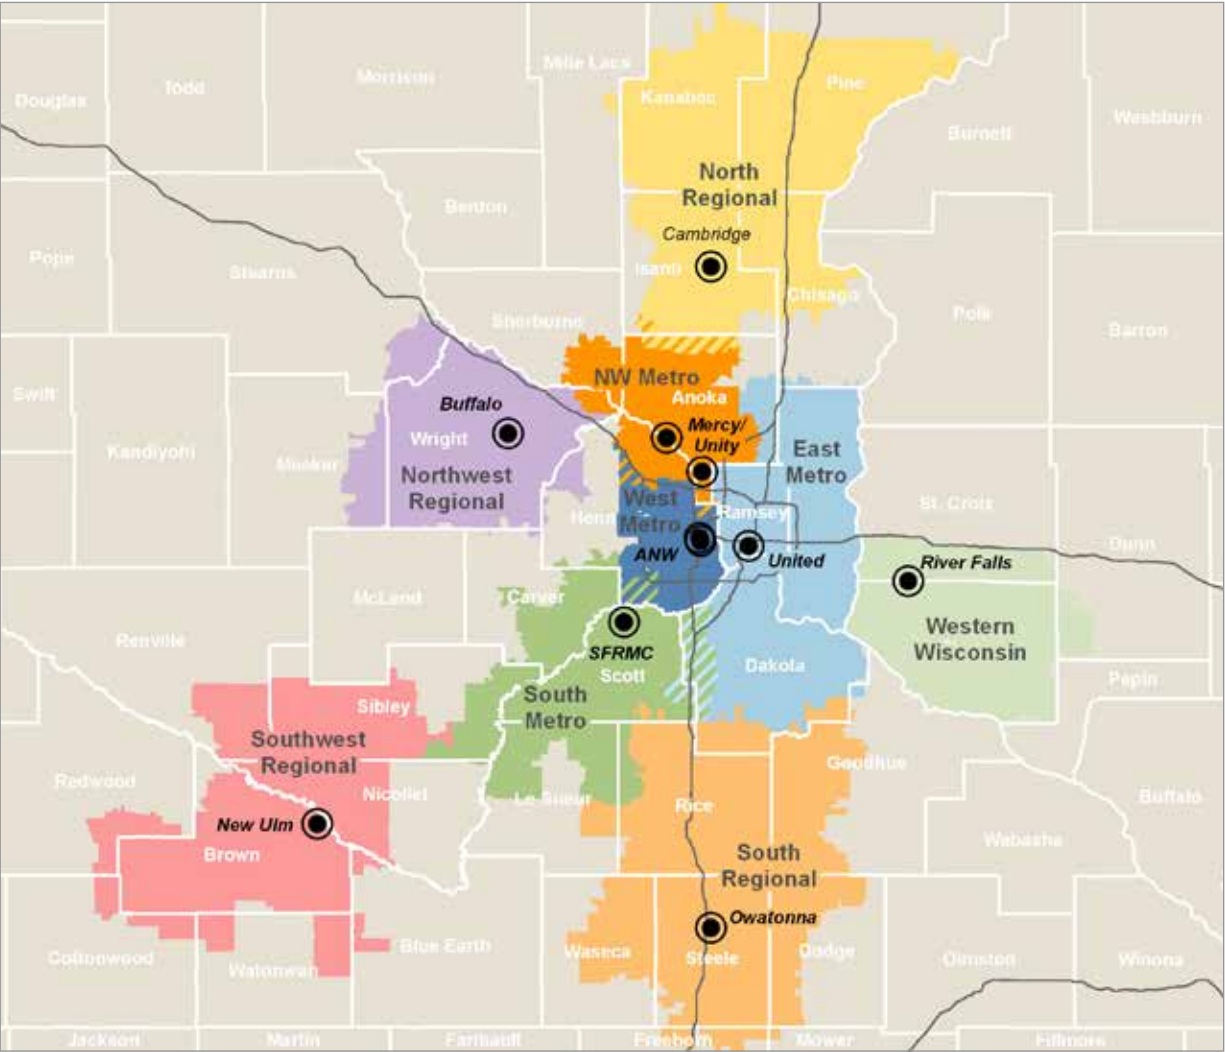 Mille Lacs
Morrison
Todd
Douglas
Kanabec
Pine
Washburn
Burnett
North
Regional
Benton
Cambridge
Pope
Stearns
Isanti
Chisago
Sherburne
Polk
Barron
NW Metro
Swift
Anoka
Buffalo
Mercy/
Unity
Wright
East
Metro
Kandiyohi
Meeker
Northwest
Regional
West
Metro
Henn
Ramsey
St. Croix
ANW
United
Dunn
River Falls
McLeod
Carver
Western
Wisconsin
Renville
SFRMC
Scott
Dakota
Pepin
South
Metro
Sibley
Southwest
Regional
Goodhue
Redwood
Nicollet
Le Sueur
Rice
Buffalo
New Ulm
Brown
Wabasha
South
Regional
Owatonna
Waseca
Steele
Dodge
Blue Earth
Cottonwood
Watonwan
Olmsted
Winona
Jackson
Martin
Faribault
Freeborn
Mower
Fillmore